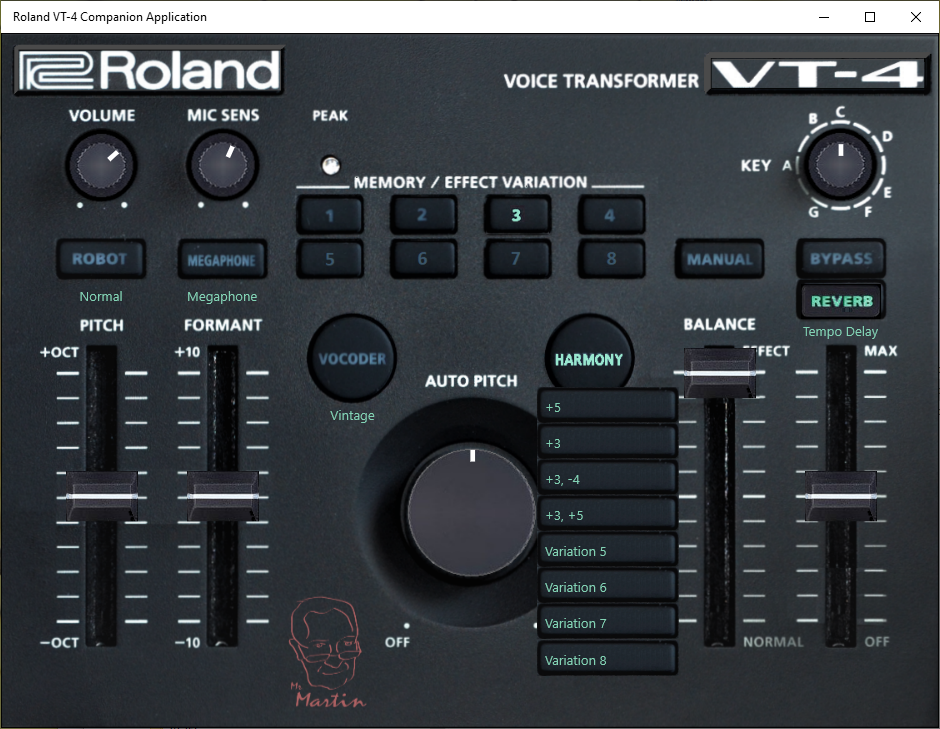 Roland VT-4 Companion Application
Roland
VOICE TRANSFORMER VT-4
VOLUME
MIC SENS
PEAK
MEMORY / EFFECT VARIATION
1
2
3
4
5
6
7
8
KEY
A
B
C
D
E
F
G
ROBOT
Normal
MEGAPHONE
Megaphone
MANUAL
BYPASS
REVERB
Tempo Delay
PITCH
+OCT
−OCT
FORMANT
+10
−10
VOCODER
Vintage
AUTO PITCH
OFF
HARMONY
+5
+3
+3, -4
+3, +5
Variation 5
Variation 6
Variation 7
Variation 8
BALANCE
NORMAL
MAX
OFF
Martin